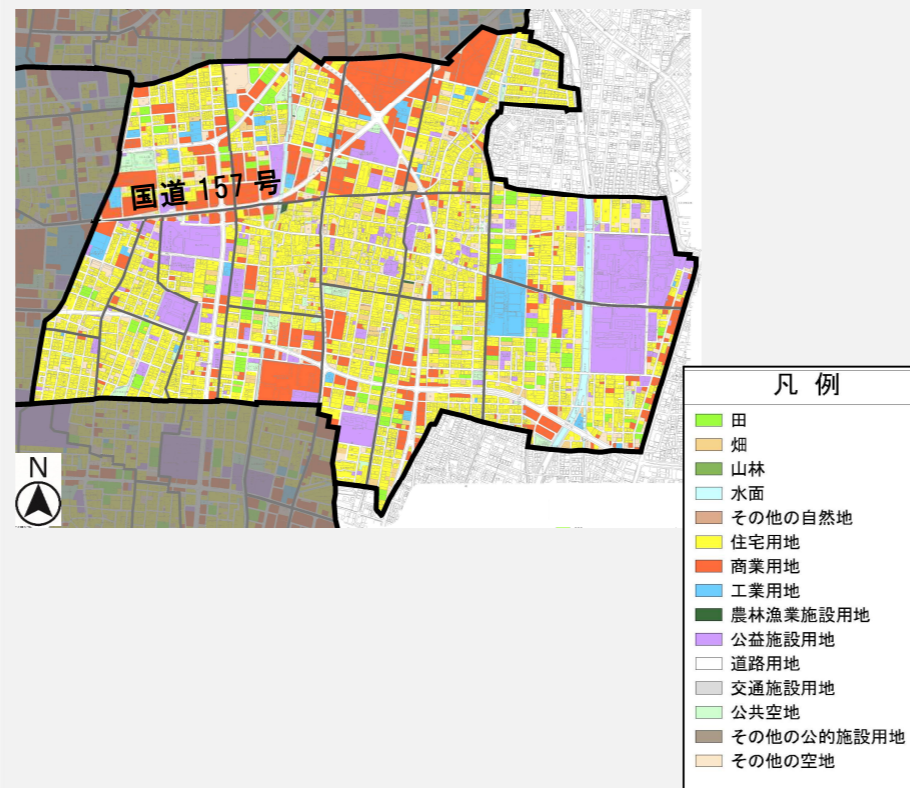 国道 157 号
N
凡 例
田
畑
山林
水面
その他の自然地
住宅用地
商業用地
工業用地
農林漁業施設用地
公益施設用地
道路用地
交通施設用地
公共空地
その他の公的施設用地
その他の空地